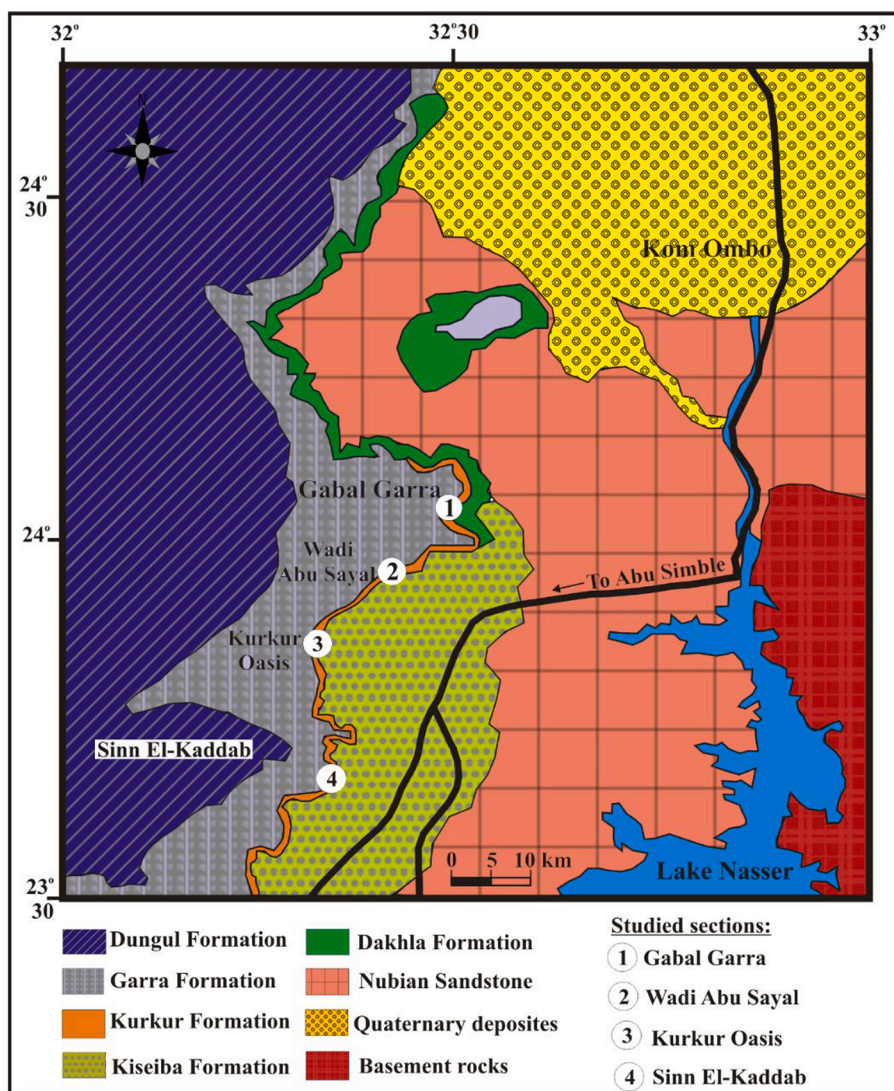 32°
32°30
33°
N
24°
30
Kom Ombo
Gabal Garra
1
24°
Wadi
Abu Sayal
2
To Abu Simble
Kurkur
Oasis
3
Sinn El-Kaddab
4
0 5 10 km
Lake Nasser
23°
30
Dungul Formation
Garra Formation
Kurkur Formation
Kiseiba Formation
Dakhla Formation
Nubian Sandstone
Quaternary deposites
Basement rocks
Studied sections:
1 Gabal Garra
2 Wadi Abu Sayal
3 Kurkur Oasis
4 Sinn El-Kaddab